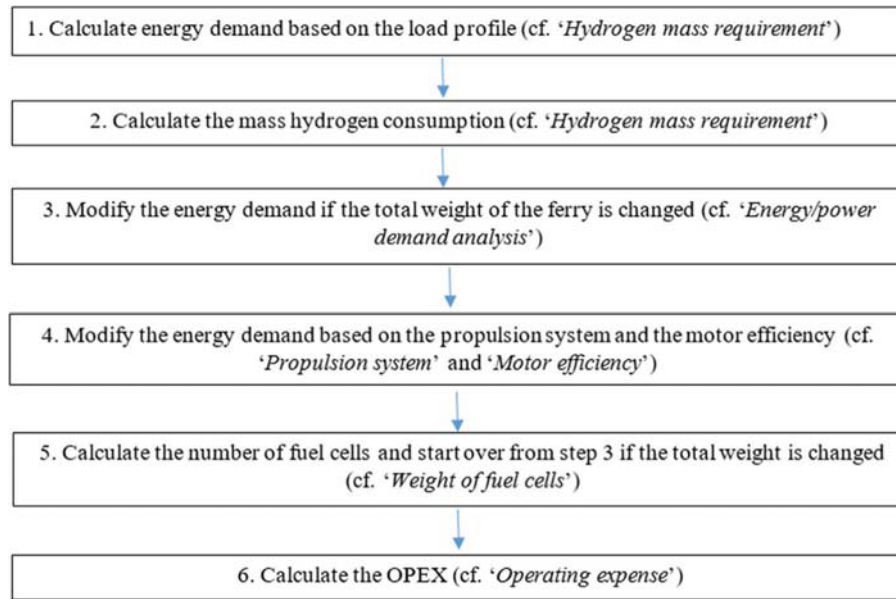 1. Calculate energy demand based on the load profile (cf. ‘Hydrogen mass requirement’)
2. Calculate the mass hydrogen consumption (cf. ‘Hydrogen mass requirement’)
3. Modify the energy demand if the total weight of the ferry is changed (cf. ‘Energy/power
demand analysis’)
4. Modify the energy demand based on the propulsion system and the motor efficiency (cf.
‘Propulsion system’ and ‘Motor efficiency’)
5. Calculate the number of fuel cells and start over from step 3 if the total weight is changed
(cf. ‘Weight of fuel cells’)
6. Calculate the OPEX (cf. ‘Operating expense’)